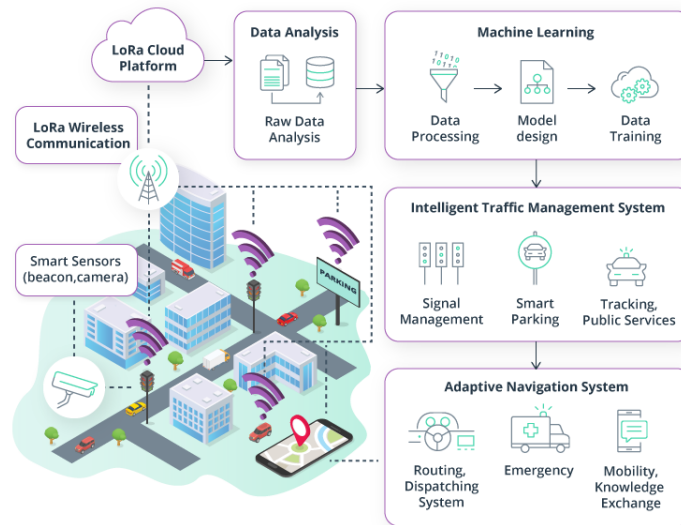 LoRa Cloud
Platform
Data Analysis
Raw Data
Analysis
Machine Learning
11010
10110
Data
Processing
Model
design
Data
Training
LoRa Wireless
Communication
Smart Sensors
(beacon,camera)
PARKING
Intelligent Traffic Management System
Signal
Management
Smart
Parking
Tracking,
Public Services
Adaptive Navigation System
Routing,
Dispatching
System
Emergency
Mobility,
Knowledge
Exchange